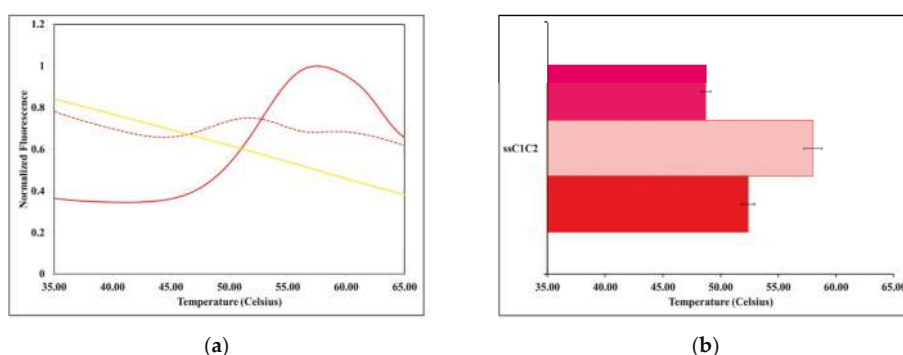 1.2
1
0.8
0.6
0.4
0.2
0
Normalized Fluorescence
35.00 40.00 45.00 50.00 55.00 60.00 65.00
Temperature (Celsius)
(a)
ssC1C2
35.00 40.00 45.00 50.00 55.00 60.00 65.00
Temperature (Celsius)
(b)